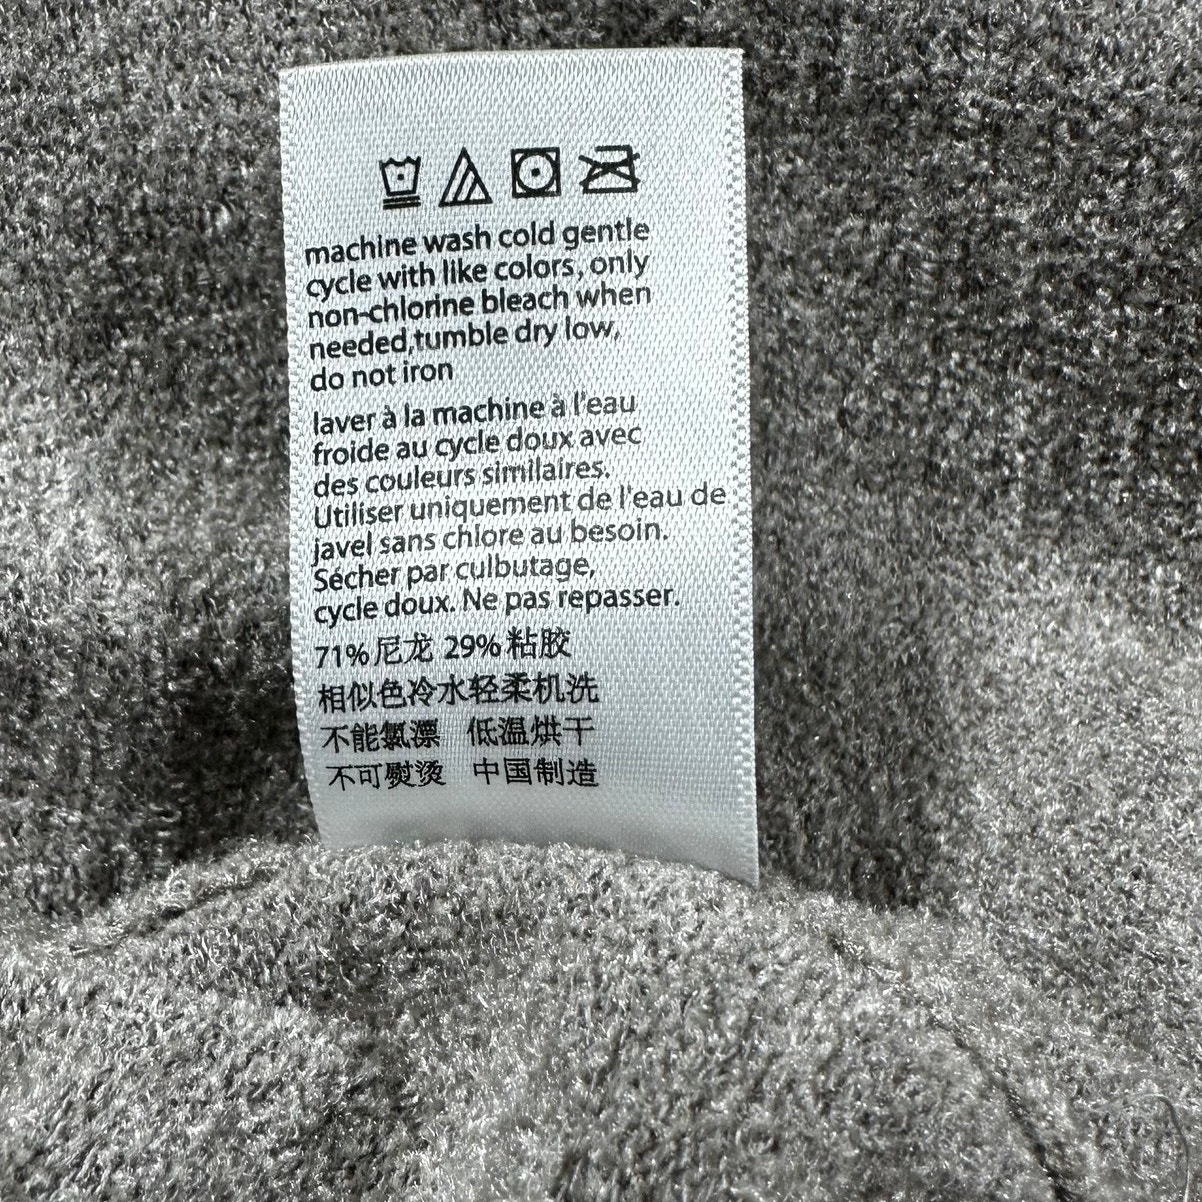 machine wash cold gentle
cycle with like colors, only
non-chlorine bleach when
needed,tumble dry low,
do not iron
laver à la machine à l'eau
froide au cycle doux avec
des couleurs similaires.
Utiliser uniquement de l'eau de
javel sans chlore au besoin.
Sécher par culbutage,
cycle doux. Ne pas repasser.
71%尼龙 29%粘胶
相似色冷水轻柔机洗
不能氯漂 低温烘干
不可熨烫 中国制造